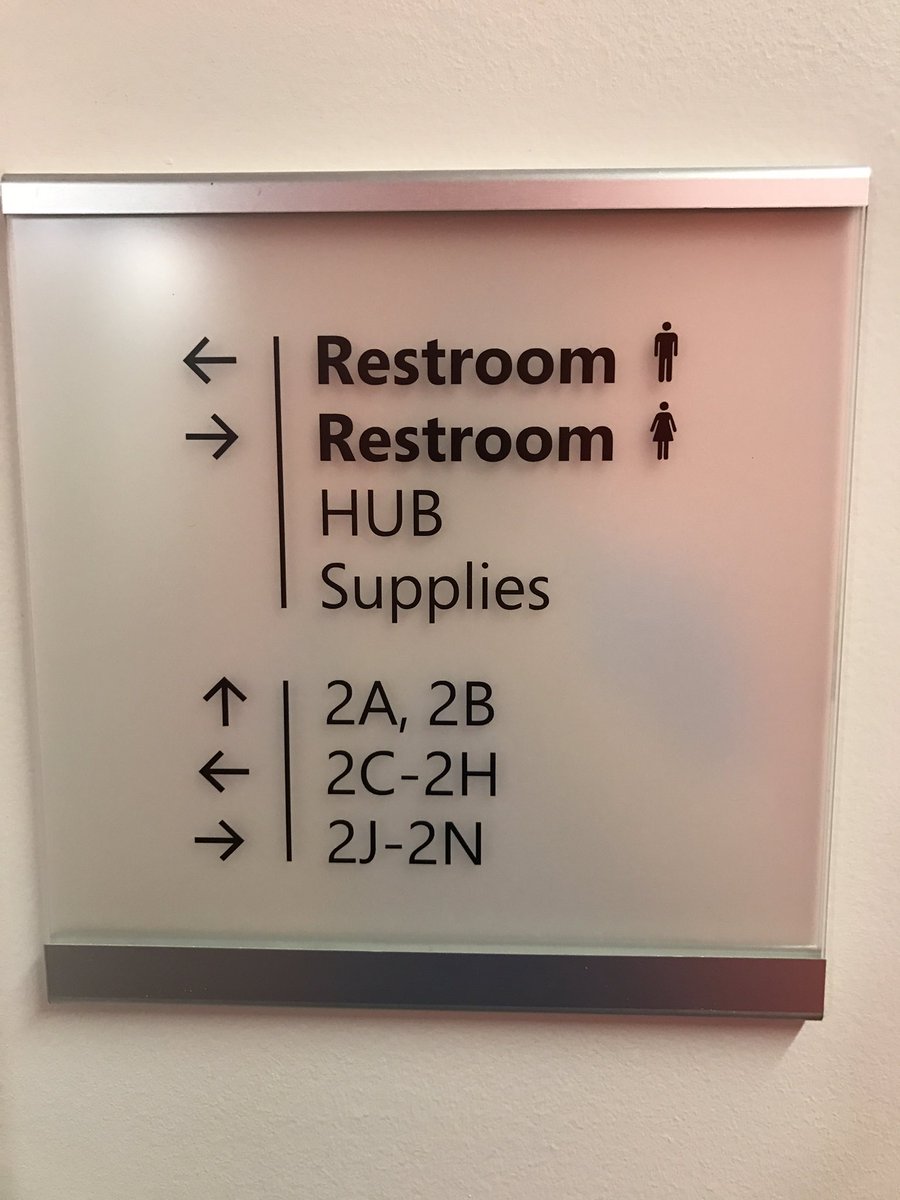 ← Restroom
→ Restroom
HUB
Supplies
↑ 2A, 2B
← 2C-2H
→ 2J-2N